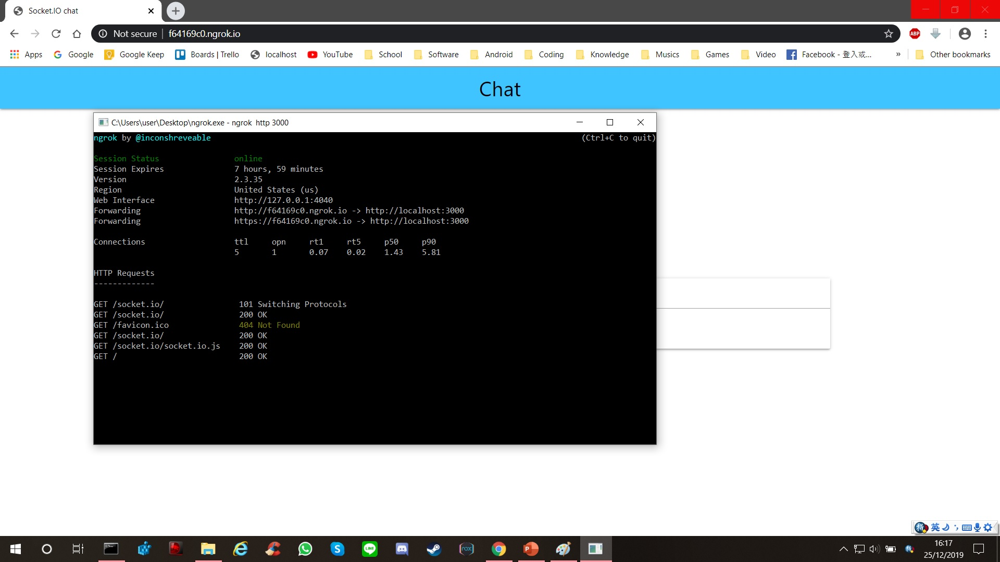 Socket.IO chat
Not secure f64169c0.ngrok.io ABP
Apps Google Google Keep Boards | Trello localhost YouTube School Software Android Coding Knowledge Musics Games Video Facebook - 登入或... » Other bookmarks
Chat
C:\Users\user\Desktop\ngrok.exe - ngrok  http 3000
ngrok by @inconshreveable (Ctrl+C to quit)
Session Status online
Session Expires 7 hours, 59 minutes
Version 2.3.35
Region United States (us)
Web Interface http://127.0.0.1:4040
Forwarding http://f64169c0.ngrok.io -> http://localhost:3000
Forwarding https://f64169c0.ngrok.io -> http://localhost:3000
Connections ttl opn rt1 rt5 p50 p90
5 1 0.07 0.02 1.43 5.81
HTTP Requests
-------------
GET /socket.io/ 101 Switching Protocols
GET /socket.io/ 200 OK
GET /favicon.ico 404 Not Found
GET /socket.io/ 200 OK
GET /socket.io/socket.io.js 200 OK
GET / 200 OK
英
LINE nox
16:17
25/12/2019